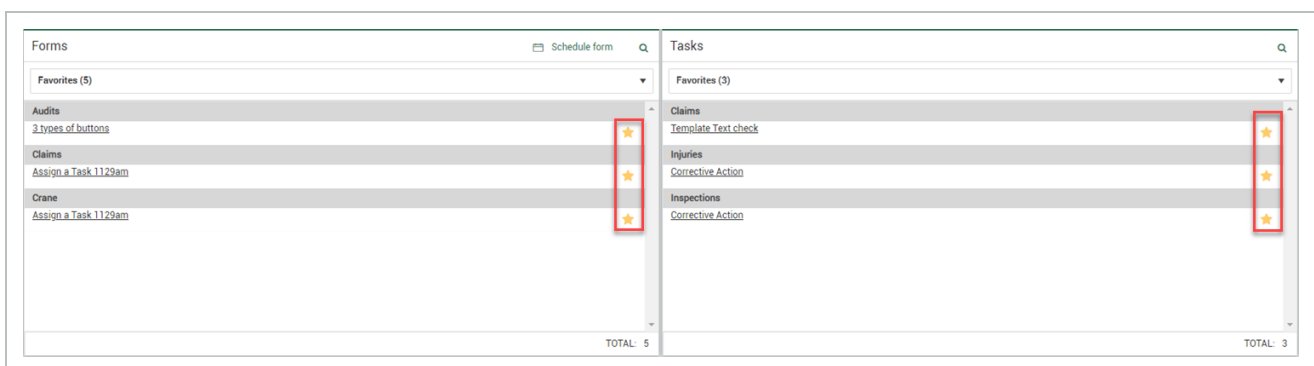 Forms
Schedule form
Favorites (5)
Audits
3 types of buttons
Claims
Assign a Task 1129am
Crane
Assign a Task 1129am
TOTAL: 5
Tasks
Favorites (3)
Claims
Template Text check
Injuries
Corrective Action
Inspections
Corrective Action
TOTAL: 3